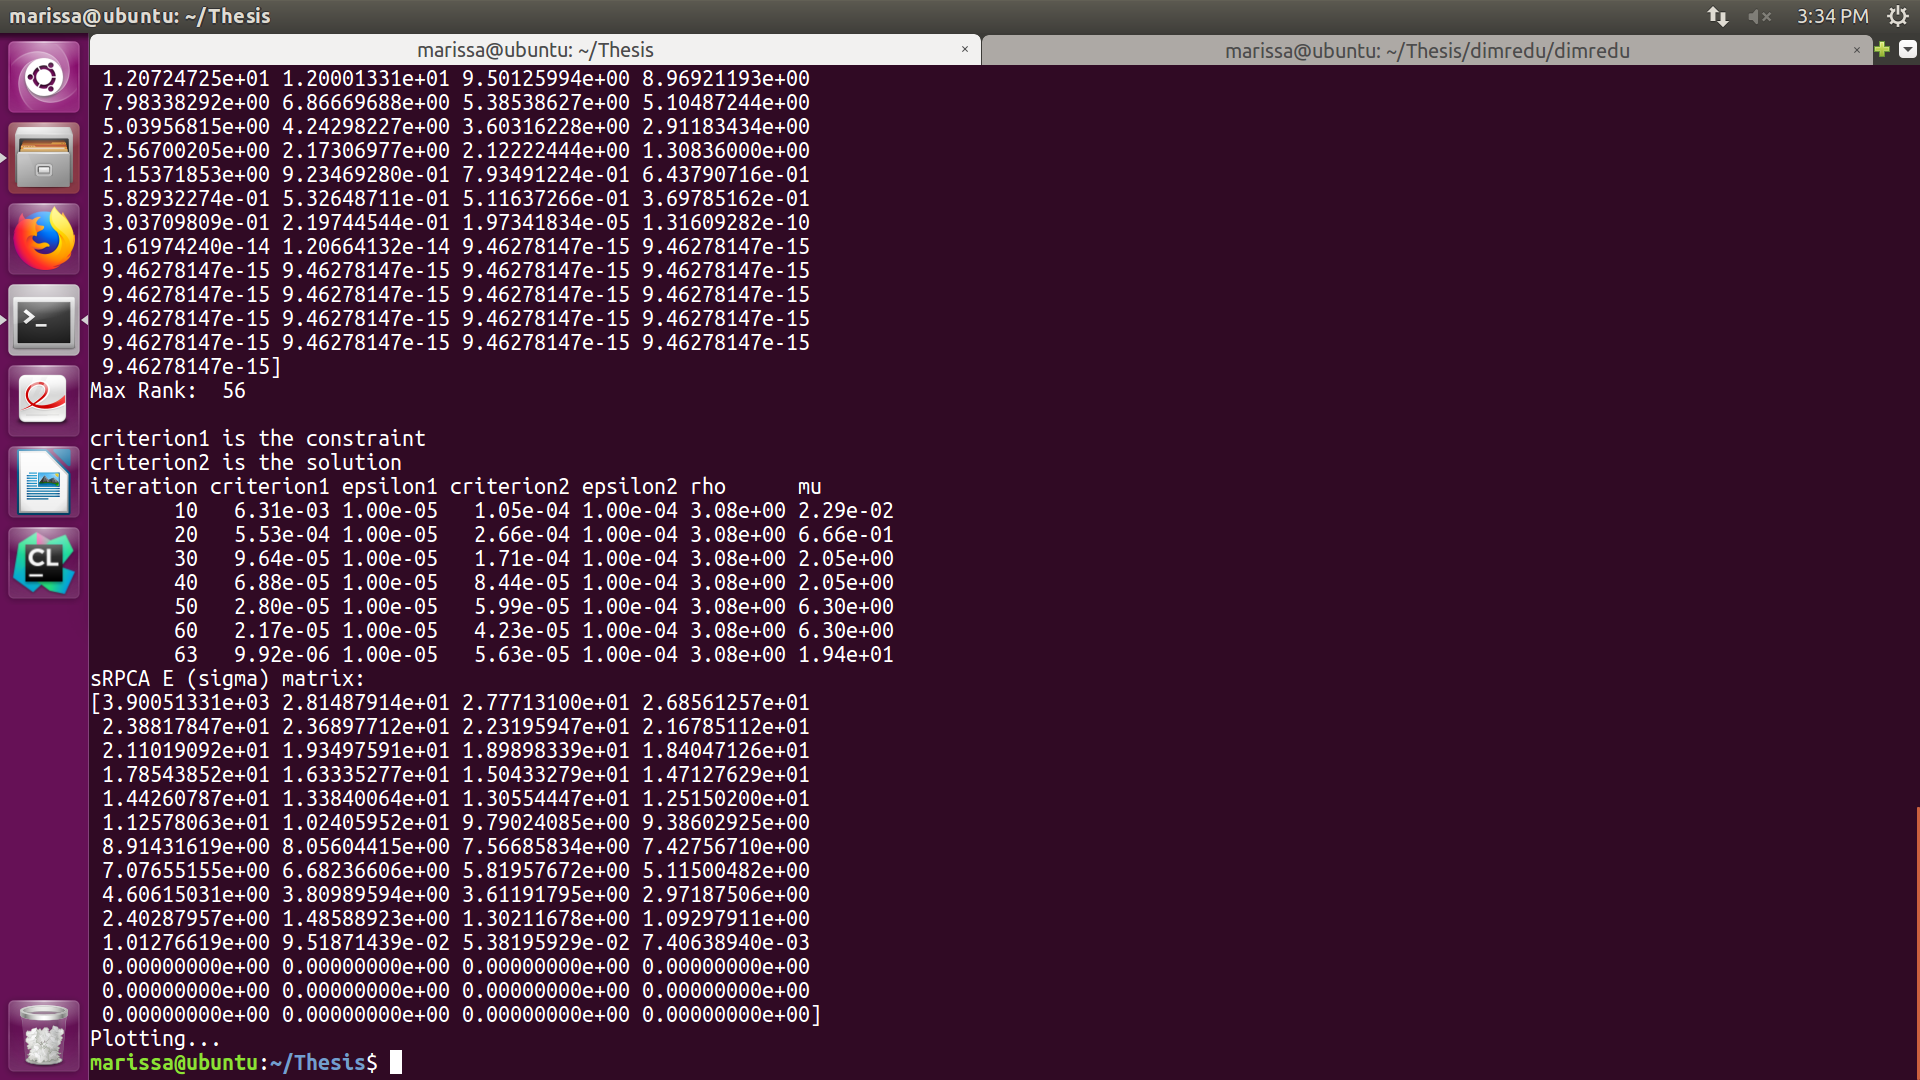 marissa@ubuntu: ~/Thesis
3:34 PM
marissa@ubuntu: ~/Thesis
marissa@ubuntu: ~/Thesis/dimredu/dimredu
1.20724725e+01 1.20001331e+01 9.50125994e+00 8.96921193e+00
7.98338292e+00 6.86669688e+00 5.38538627e+00 5.10487244e+00
5.03956815e+00 4.24298227e+00 3.60316228e+00 2.91183434e+00
2.56700205e+00 2.17306977e+00 2.12222444e+00 1.30836000e+00
1.15371853e+00 9.23469280e-01 7.93491224e-01 6.43790716e-01
5.82932274e-01 5.32648711e-01 5.11637266e-01 3.69785162e-01
3.03709809e-01 2.19744544e-01 1.97341834e-05 1.31609282e-10
1.61974240e-14 1.20664132e-14 9.46278147e-15 9.46278147e-15
9.46278147e-15 9.46278147e-15 9.46278147e-15 9.46278147e-15
9.46278147e-15 9.46278147e-15 9.46278147e-15 9.46278147e-15
9.46278147e-15 9.46278147e-15 9.46278147e-15 9.46278147e-15
9.46278147e-15 9.46278147e-15 9.46278147e-15 9.46278147e-15
9.46278147e-15]
Max Rank:  56
criterion1 is the constraint
criterion2 is the solution
iteration criterion1 epsilon1 criterion2 epsilon2 rho      mu
10   6.31e-03 1.00e-05   1.05e-04 1.00e-04 3.08e+00 2.29e-02
20   5.53e-04 1.00e-05   2.66e-04 1.00e-04 3.08e+00 6.66e-01
30   9.64e-05 1.00e-05   1.71e-04 1.00e-04 3.08e+00 2.05e+00
40   6.88e-05 1.00e-05   8.44e-05 1.00e-04 3.08e+00 2.05e+00
50   2.80e-05 1.00e-05   5.99e-05 1.00e-04 3.08e+00 6.30e+00
60   2.17e-05 1.00e-05   4.23e-05 1.00e-04 3.08e+00 6.30e+00
63   9.92e-06 1.00e-05   5.63e-05 1.00e-04 3.08e+00 1.94e+01
sRPCA E (sigma) matrix:
[3.90051331e+03 2.81487914e+01 2.77713100e+01 2.68561257e+01
2.38817847e+01 2.36897712e+01 2.23195947e+01 2.16785112e+01
2.11019092e+01 1.93497591e+01 1.89898339e+01 1.84047126e+01
1.78543852e+01 1.63335277e+01 1.50433279e+01 1.47127629e+01
1.44260787e+01 1.33840064e+01 1.30554447e+01 1.25150200e+01
1.12578063e+01 1.02405952e+01 9.79024085e+00 9.38602925e+00
8.91431619e+00 8.05604415e+00 7.56685834e+00 7.42756710e+00
7.07655155e+00 6.68236606e+00 5.81957672e+00 5.11500482e+00
4.60615031e+00 3.80989594e+00 3.61191795e+00 2.97187506e+00
2.40287957e+00 1.48588923e+00 1.30211678e+00 1.09297911e+00
1.01276619e+00 9.51871439e-02 5.38195929e-02 7.40638940e-03
0.00000000e+00 0.00000000e+00 0.00000000e+00 0.00000000e+00
0.00000000e+00 0.00000000e+00 0.00000000e+00 0.00000000e+00
0.00000000e+00 0.00000000e+00 0.00000000e+00 0.00000000e+00]
Plotting...
marissa@ubuntu:~/Thesis$
CL